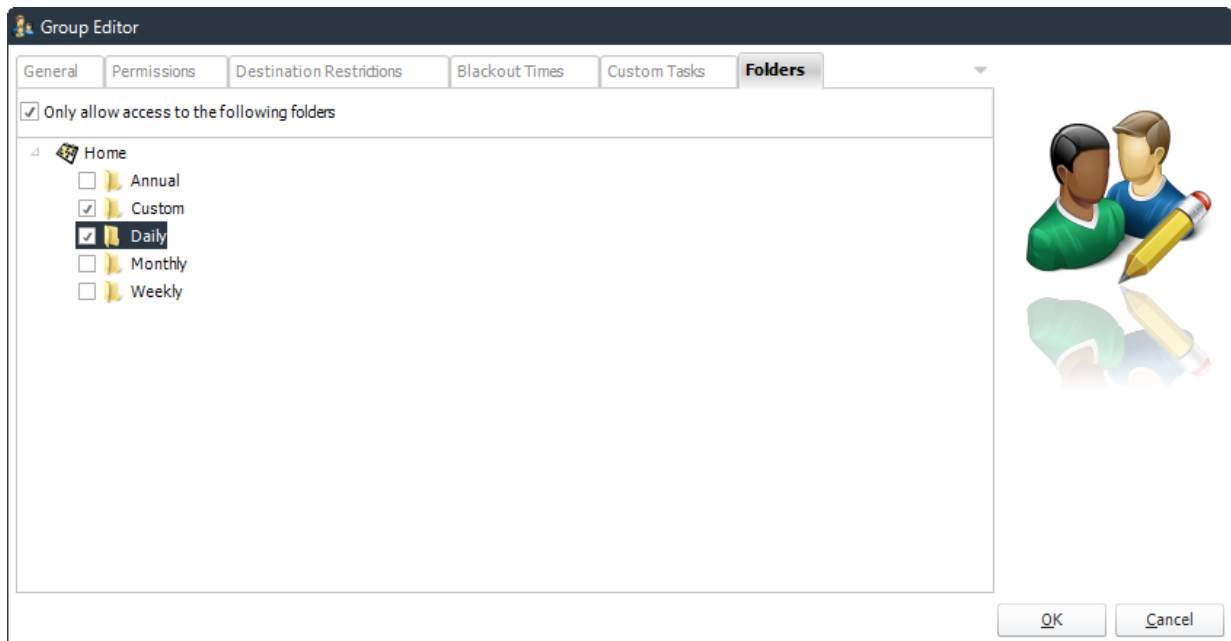 Group Editor
General Permissions Destination Restrictions Blackout Times Custom Tasks Folders
Only allow access to the following folders
Home
Annual
Custom
Daily
Monthly
Weekly
OK Cancel